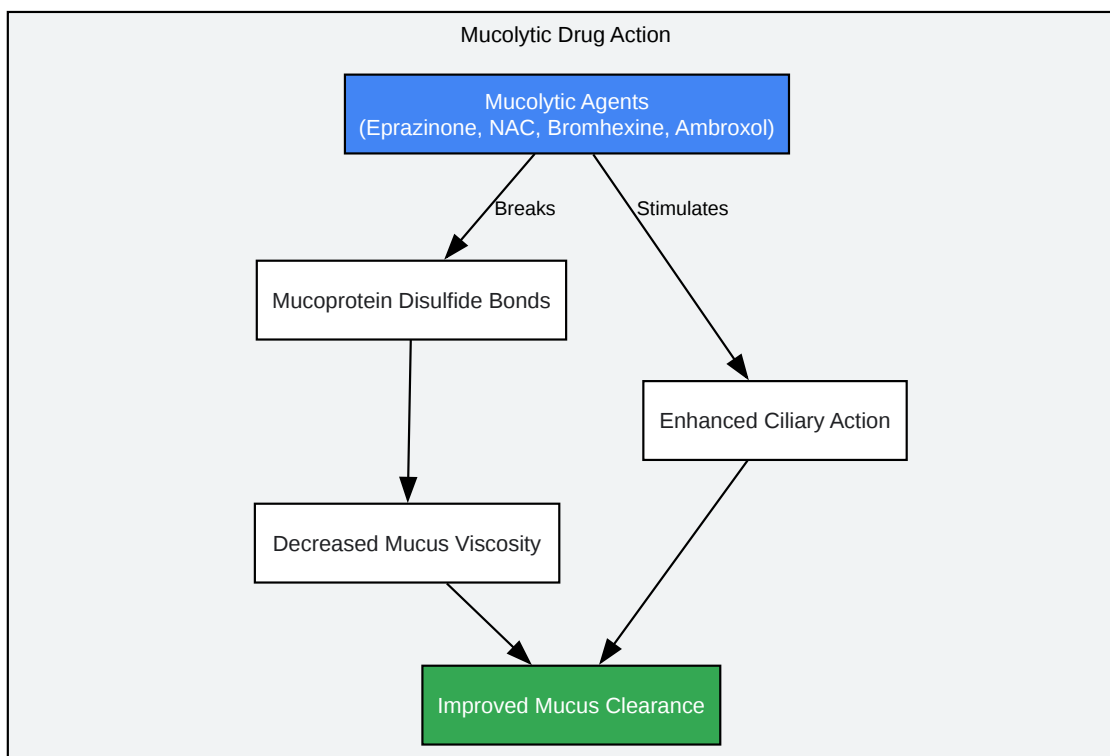 Mucolytic Drug Action
Mucolytic Agents
(Eprazinone, NAC, Bromhexine, Ambroxol)
Breaks
Stimulates
Mucoprotein Disulfide Bonds
Enhanced Ciliary Action
Decreased Mucus Viscosity
Improved Mucus Clearance